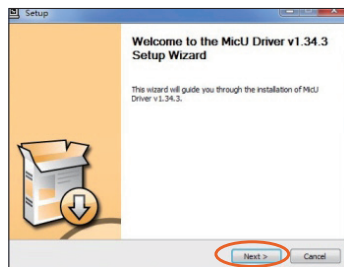 Setup
Welcome to the MicU Driver v1.34.3
Setup Wizard
This wizard will guide you through the installation of MicU
Driver v1.34.3.
Next >
Cancel